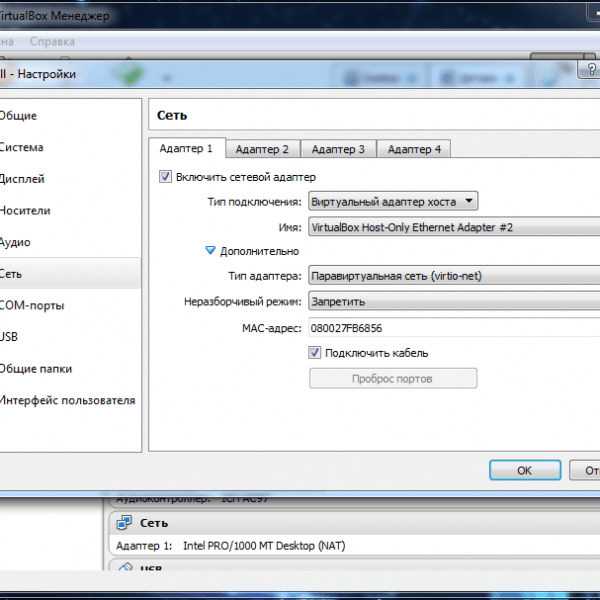 VirtualBox Менеджер
на Справка
ll - Настройки
?
Общие
Система
Дисплей
Носители
Аудио
Сеть
COM-порты
USB
Общие папки
Интерфейс пользователя
Сеть
Адаптер 1 Адаптер 2 Адаптер 3 Адаптер 4
Включить сетевой адаптер
Тип подключения: Виртуальный адаптер хоста
Имя: VirtualBox Host-Only Ethernet Adapter #2
Дополнительно
Тип адаптера: Паравиртуальная сеть (virtio-net)
Неразборчивый режим: Запретить
MAC-адрес: 080027FB6856
Подключить кабель
Проброс портов
OK От
Аудиоконтроллер: ICH AC97
Сеть
Адаптер 1: Intel PRO/1000 MT Desktop (NAT)
USB